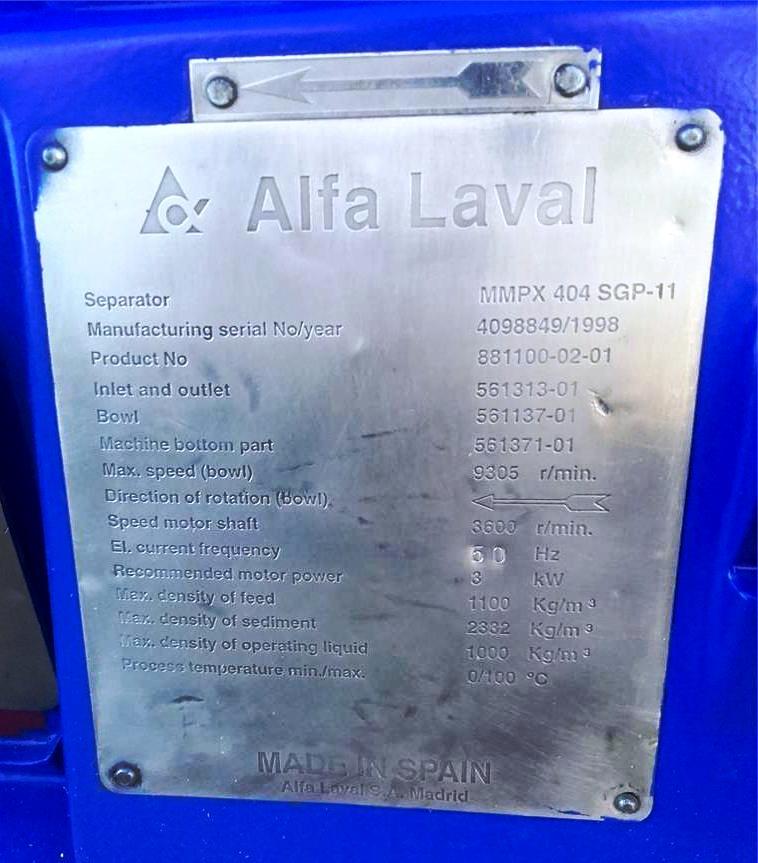 Alfa Laval
Separator MMPX 404 SGP-11
Manufacturing serial No/year 4098849/1998
Product No 881100-02-01
Inlet and outlet 561313-01
Bowl 561137-01
Machine bottom part 561371-01
Max. speed (bowl) 9305 r/min.
Direction of rotation (bowl)
Speed motor shaft 3600 r/min.
El. current frequency 60 Hz
Recommended motor power 3 kW
Max. density of feed 1100 Kg/m³
Max. density of sediment 2332 Kg/m³
Max. density of operating liquid 1000 Kg/m³
Process temperature min./max. 0/100 °C
MADE IN SPAIN
Alfa Laval S.A. Madrid